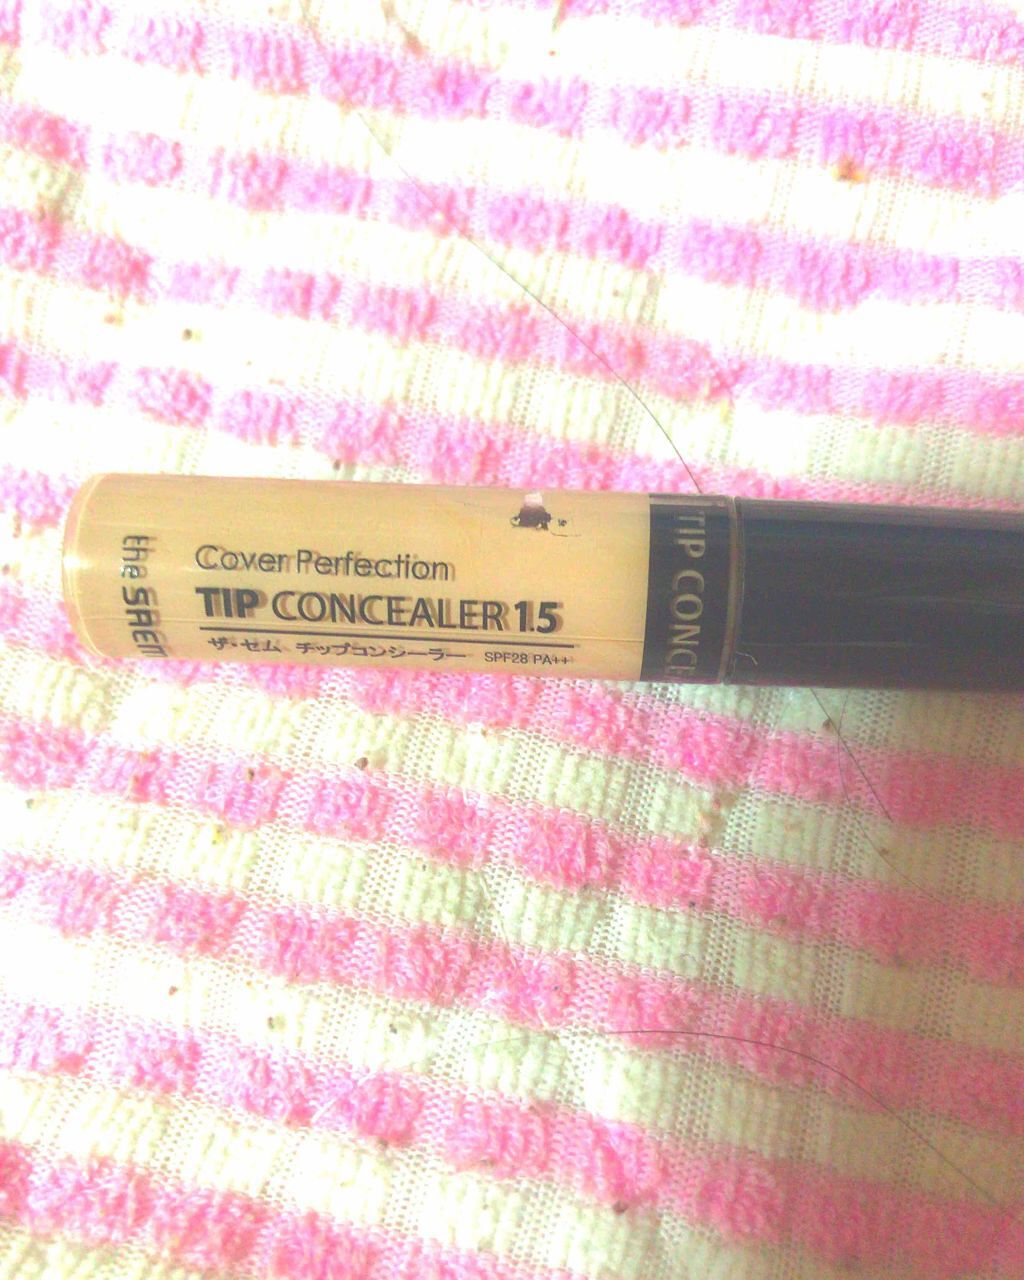 the SAEM
Cover Perfection
TIP CONCEALER 1.5
ザ・セム チップコンシーラー SPF28 PA++
TIP CONCE